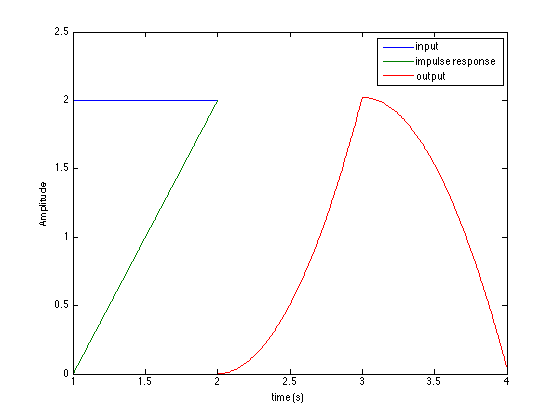 2.5
2
1.5
1
0.5
0
Amplitude
input
impulse response
output
1 1.5 2 2.5 3 3.5 4
time (s)